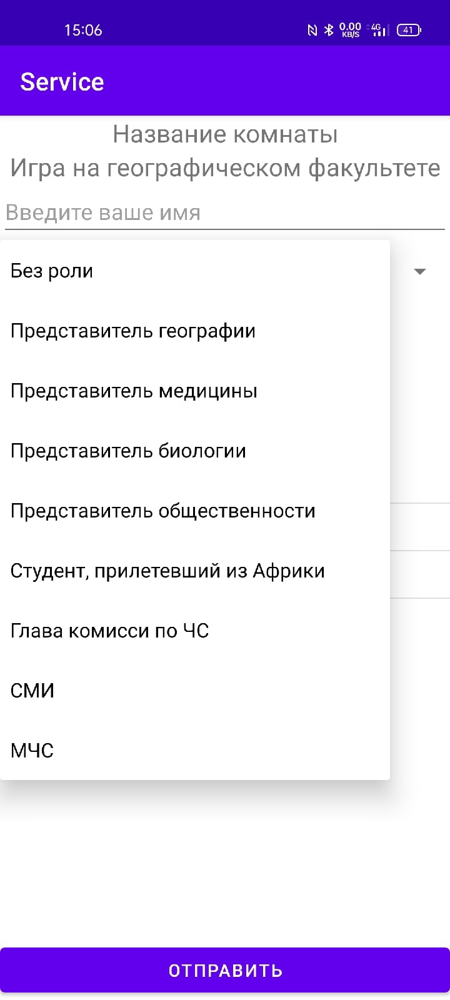 15:06
0.00
KB/S
4G
41
Service
Название комнаты
Игра на географическом факультете
Введите ваше имя
Без роли
Представитель географии
Представитель медицины
Представитель биологии
Представитель общественности
Студент, прилетевший из Африки
Глава комисси по ЧС
СМИ
МЧС
ОТПРАВИТЬ